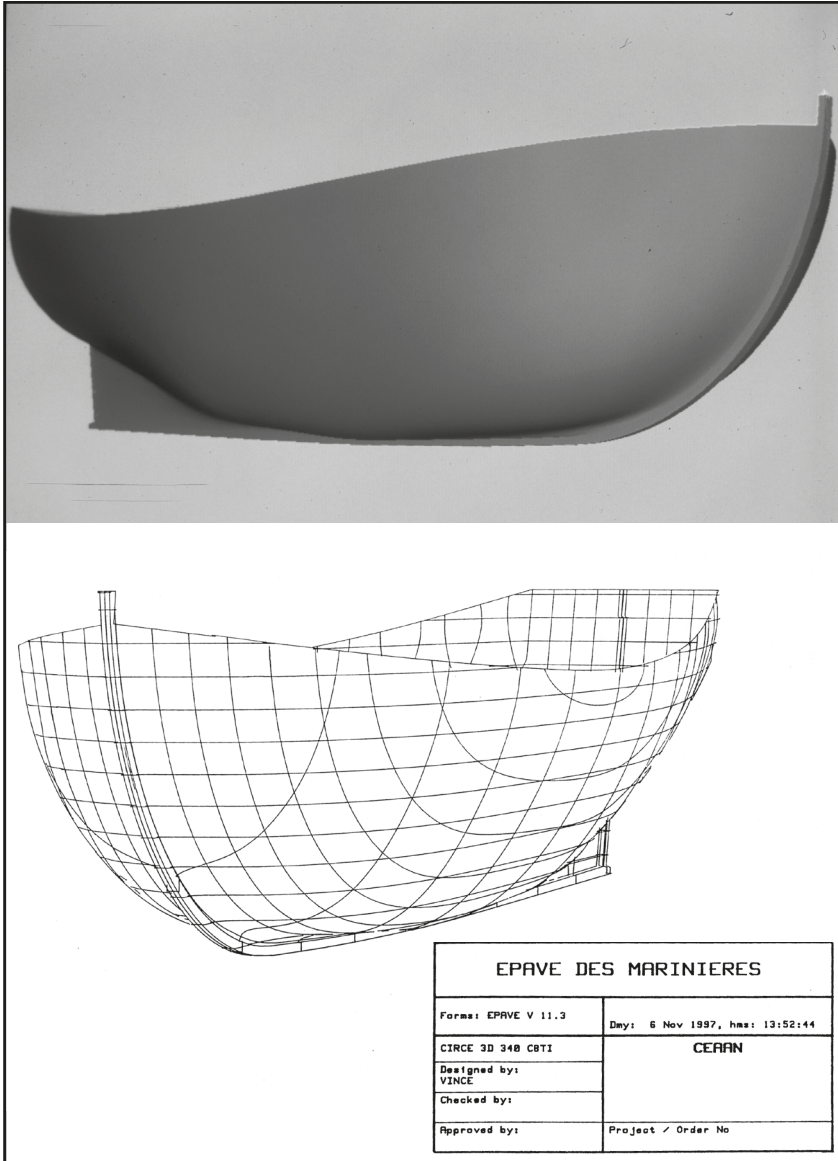 EPAVE DES MARINIERES
Forms: EPAVE V 11.3
Dmy: 6 Nov 1997, hms: 13:52:44
CIRCE 3D 340 CBTI
CERAN
Designed by:
VINCE
Checked by:
Approved by:
Project / Order No